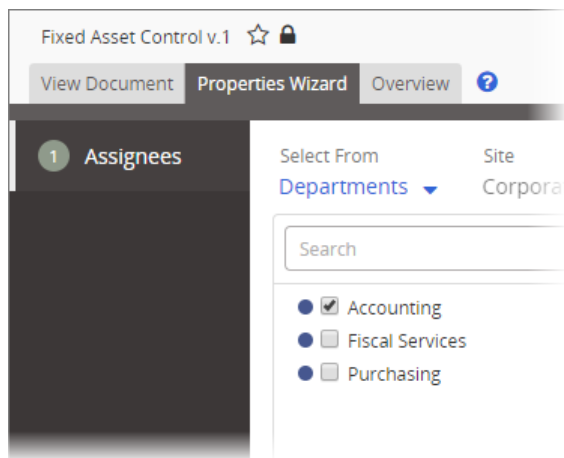 Fixed Asset Control v.1
View Document Properties Wizard Overview ?
1 Assignees
Select From Site
Departments
Search
Accounting
Fiscal Services
Purchasing